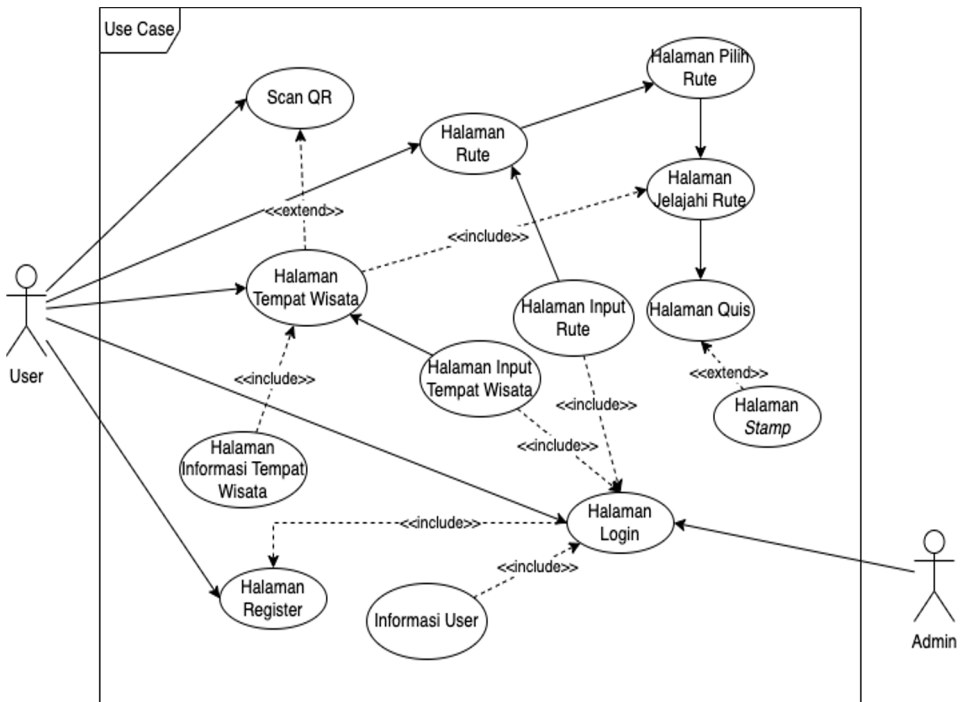 Use Case
Halaman Pilih
Rute
Scan QR
Halaman
Rute
Halaman
Jelajahi Rute
<<extend>>
<<include>>
Halaman
Tempat Wisata
Halaman Input
Rute
Halaman Quis
User
<<include>>
Halaman Input
Tempat Wisata
<<extend>>
<<include>>
Halaman
Stamp
Halaman
Informasi Tempat
Wisata
<<include>>
Halaman
Login
<<include>>
<<include>>
Halaman
Register
Informasi User
Admin